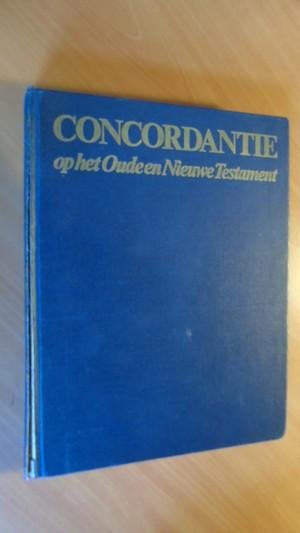 CONCORDANTIE
op het Oude en Nieuwe Testament